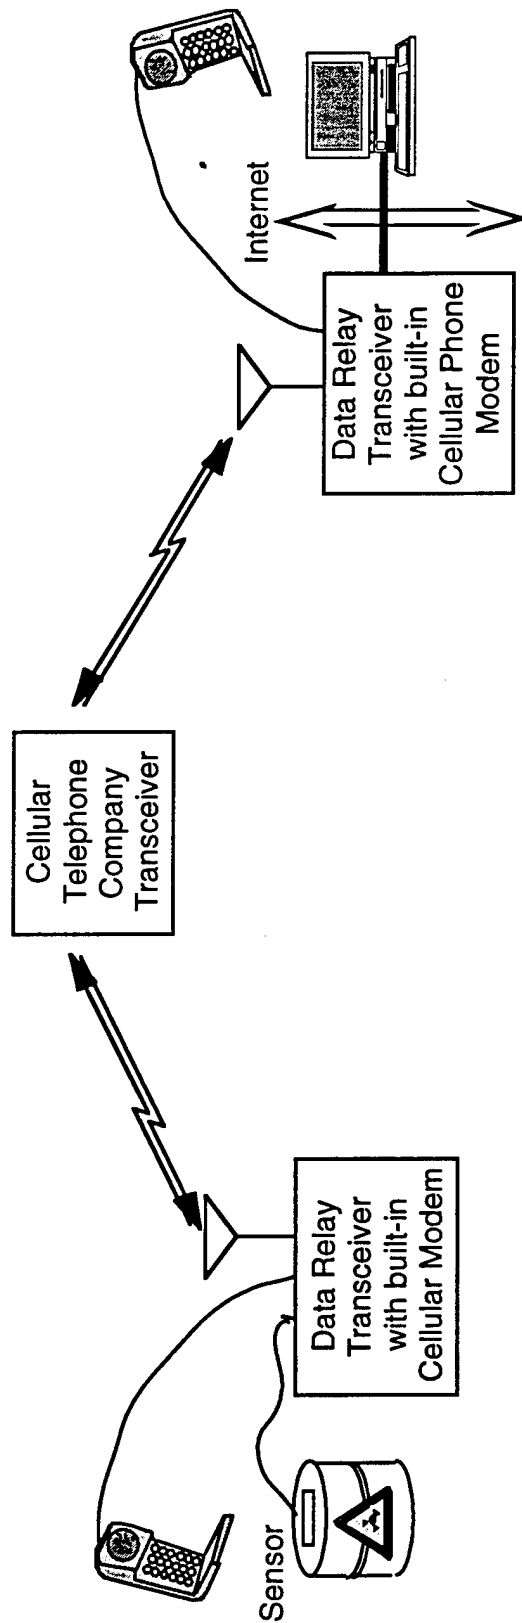 Cellular
Telephone
Company
Transceiver
Sensor
Data Relay
Transceiver
with built-in
Cellular Modem
Internet
Data Relay
Transceiver
with built-in
Cellular Phone
Modem